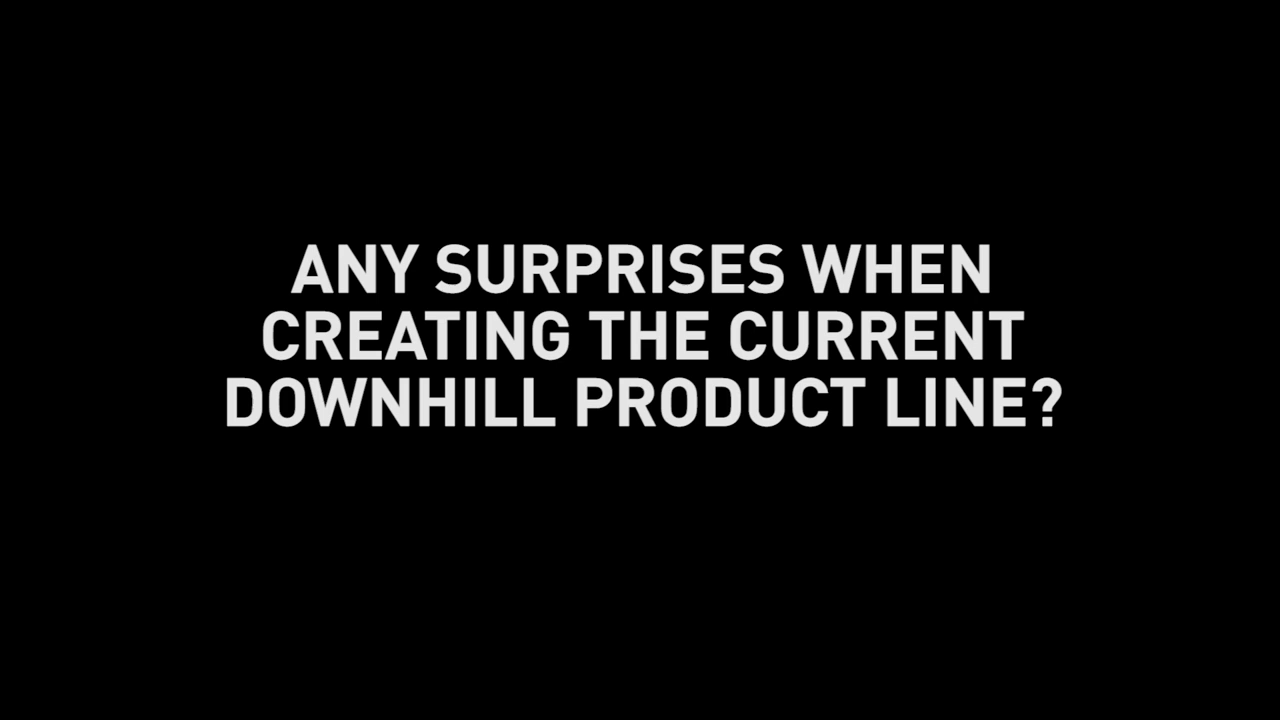 ANY SURPRISES WHEN
CREATING THE CURRENT
DOWNHILL PRODUCT LINE?